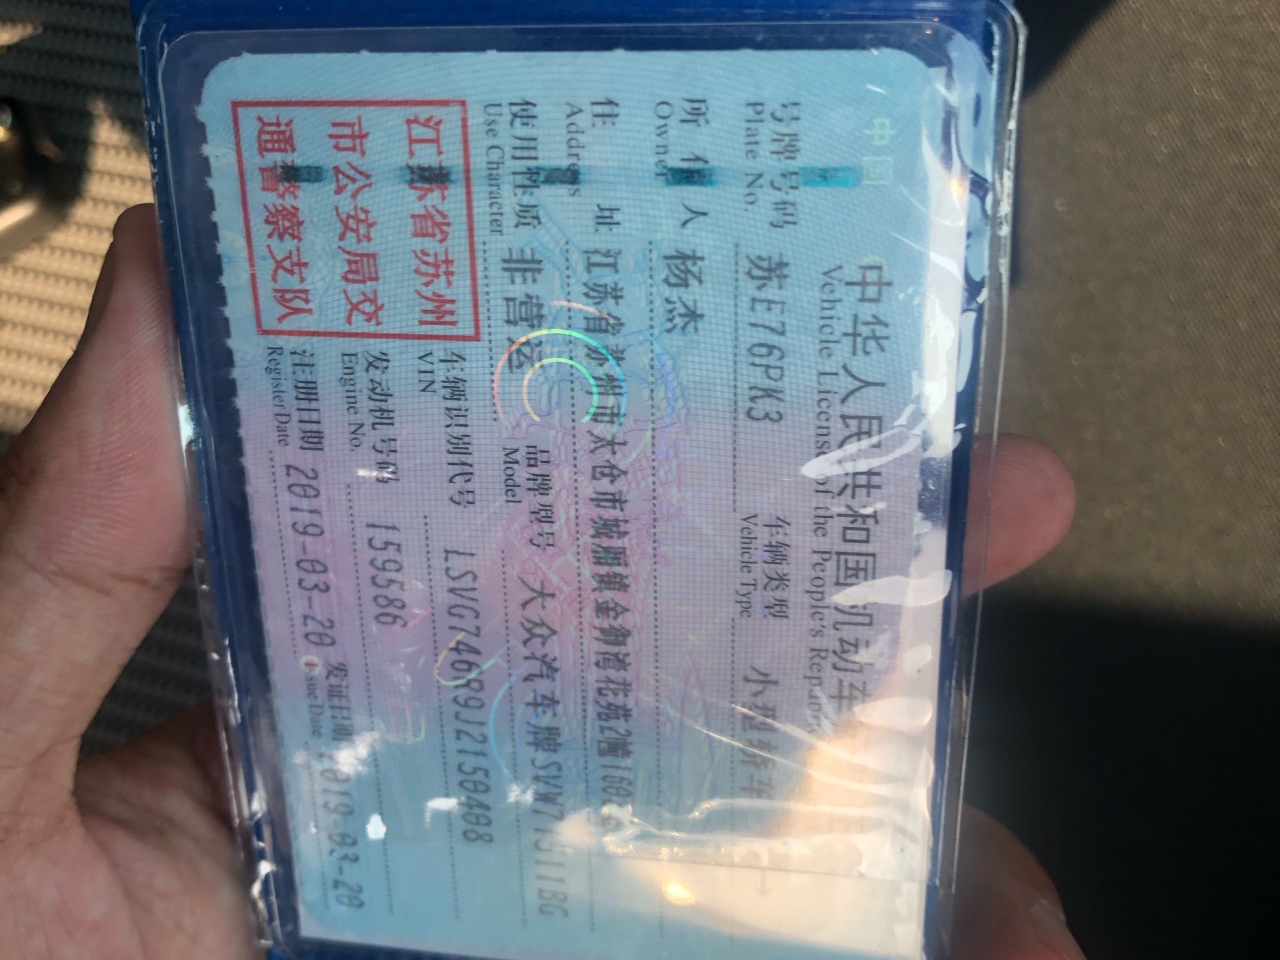 中国
中华人民共和国机动车
Vehicle License of the People's Republic
号牌号码 苏E76PK3 车辆类型 小型轿车
Plate No. Vehicle Type
所有人 杨杰
Owner
住址 江苏省苏州市太仓市城厢镇金御湾花苑2幢160
Address
使用性质 非营运 品牌型号 大众汽车牌SVW71511BG
Use Character Model
江苏省苏州
市公安局交
通警察支队
车辆识别代号 LSVG74689J2150408
VIN
发动机号码 159586
Engine No.
注册日期 2019-03-20 发证日期 2019-03-20
Register Date Issue Date